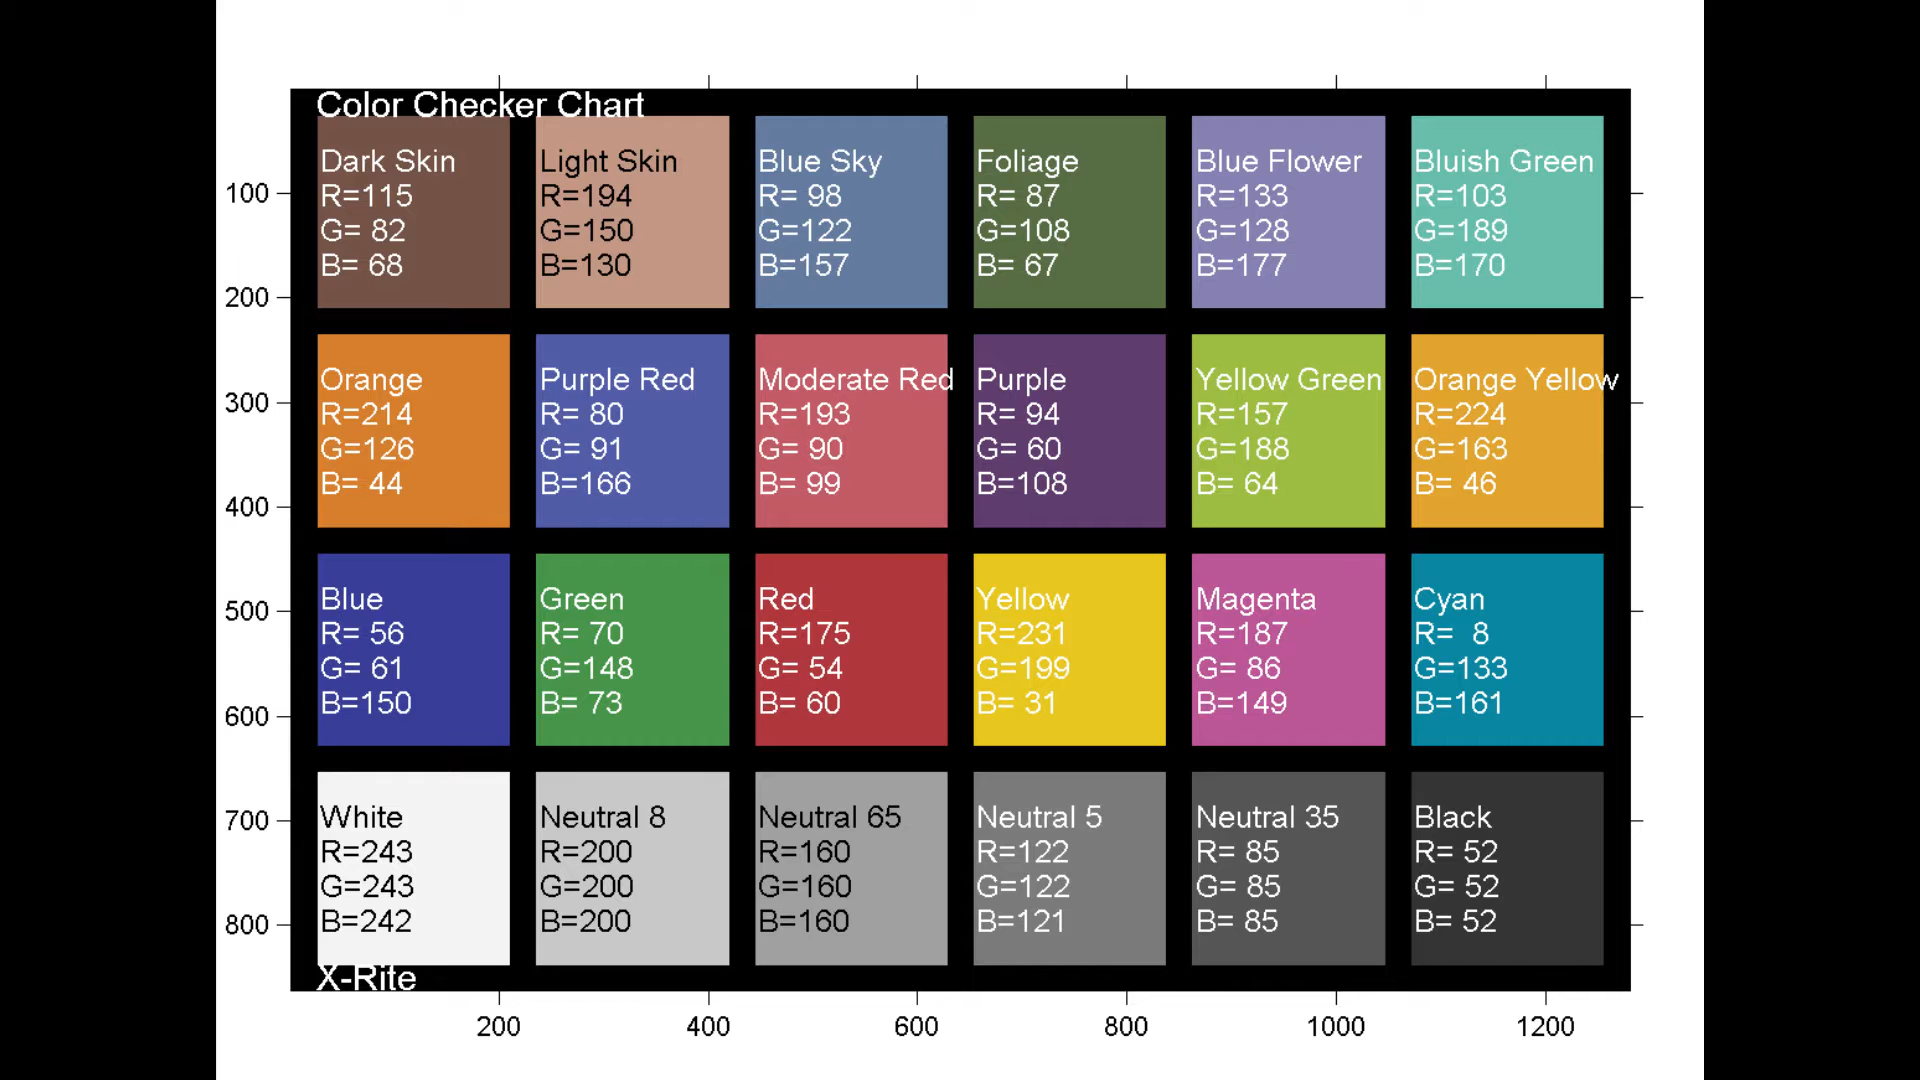 Color Checker Chart
Dark Skin
R=115
G= 82
B= 68
Light Skin
R=194
G=150
B=130
Blue Sky
R= 98
G=122
B=157
Foliage
R= 87
G=108
B= 67
Blue Flower
R=133
G=128
B=177
Bluish Green
R=103
G=189
B=170
Orange
R=214
G=126
B= 44
Purple Red
R= 80
G= 91
B=166
Moderate Red
R=193
G= 90
B= 99
Purple
R= 94
G= 60
B=108
Yellow Green
R=157
G=188
B= 64
Orange Yellow
R=224
G=163
B= 46
Blue
R= 56
G= 61
B=150
Green
R= 70
G=148
B= 73
Red
R=175
G= 54
B= 60
Yellow
R=231
G=199
B= 31
Magenta
R=187
G= 86
B=149
Cyan
R=  8
G=133
B=161
White
R=243
G=243
B=242
Neutral 8
R=200
G=200
B=200
Neutral 65
R=160
G=160
B=160
Neutral 5
R=122
G=122
B=121
Neutral 35
R= 85
G= 85
B= 85
Black
R= 52
G= 52
B= 52
X-Rite
100
200
300
400
500
600
700
800
200
400
600
800
1000
1200